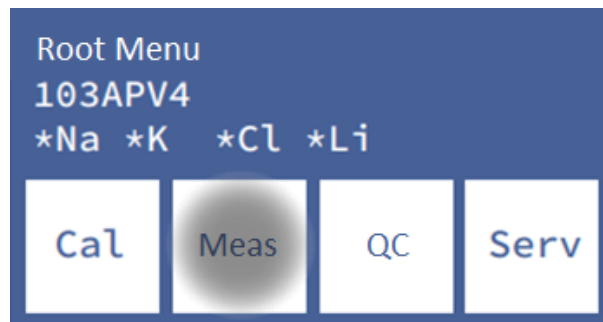 Root Menu
103APV4
*Na *K *Cl *Li
Cal Meas QC Serv